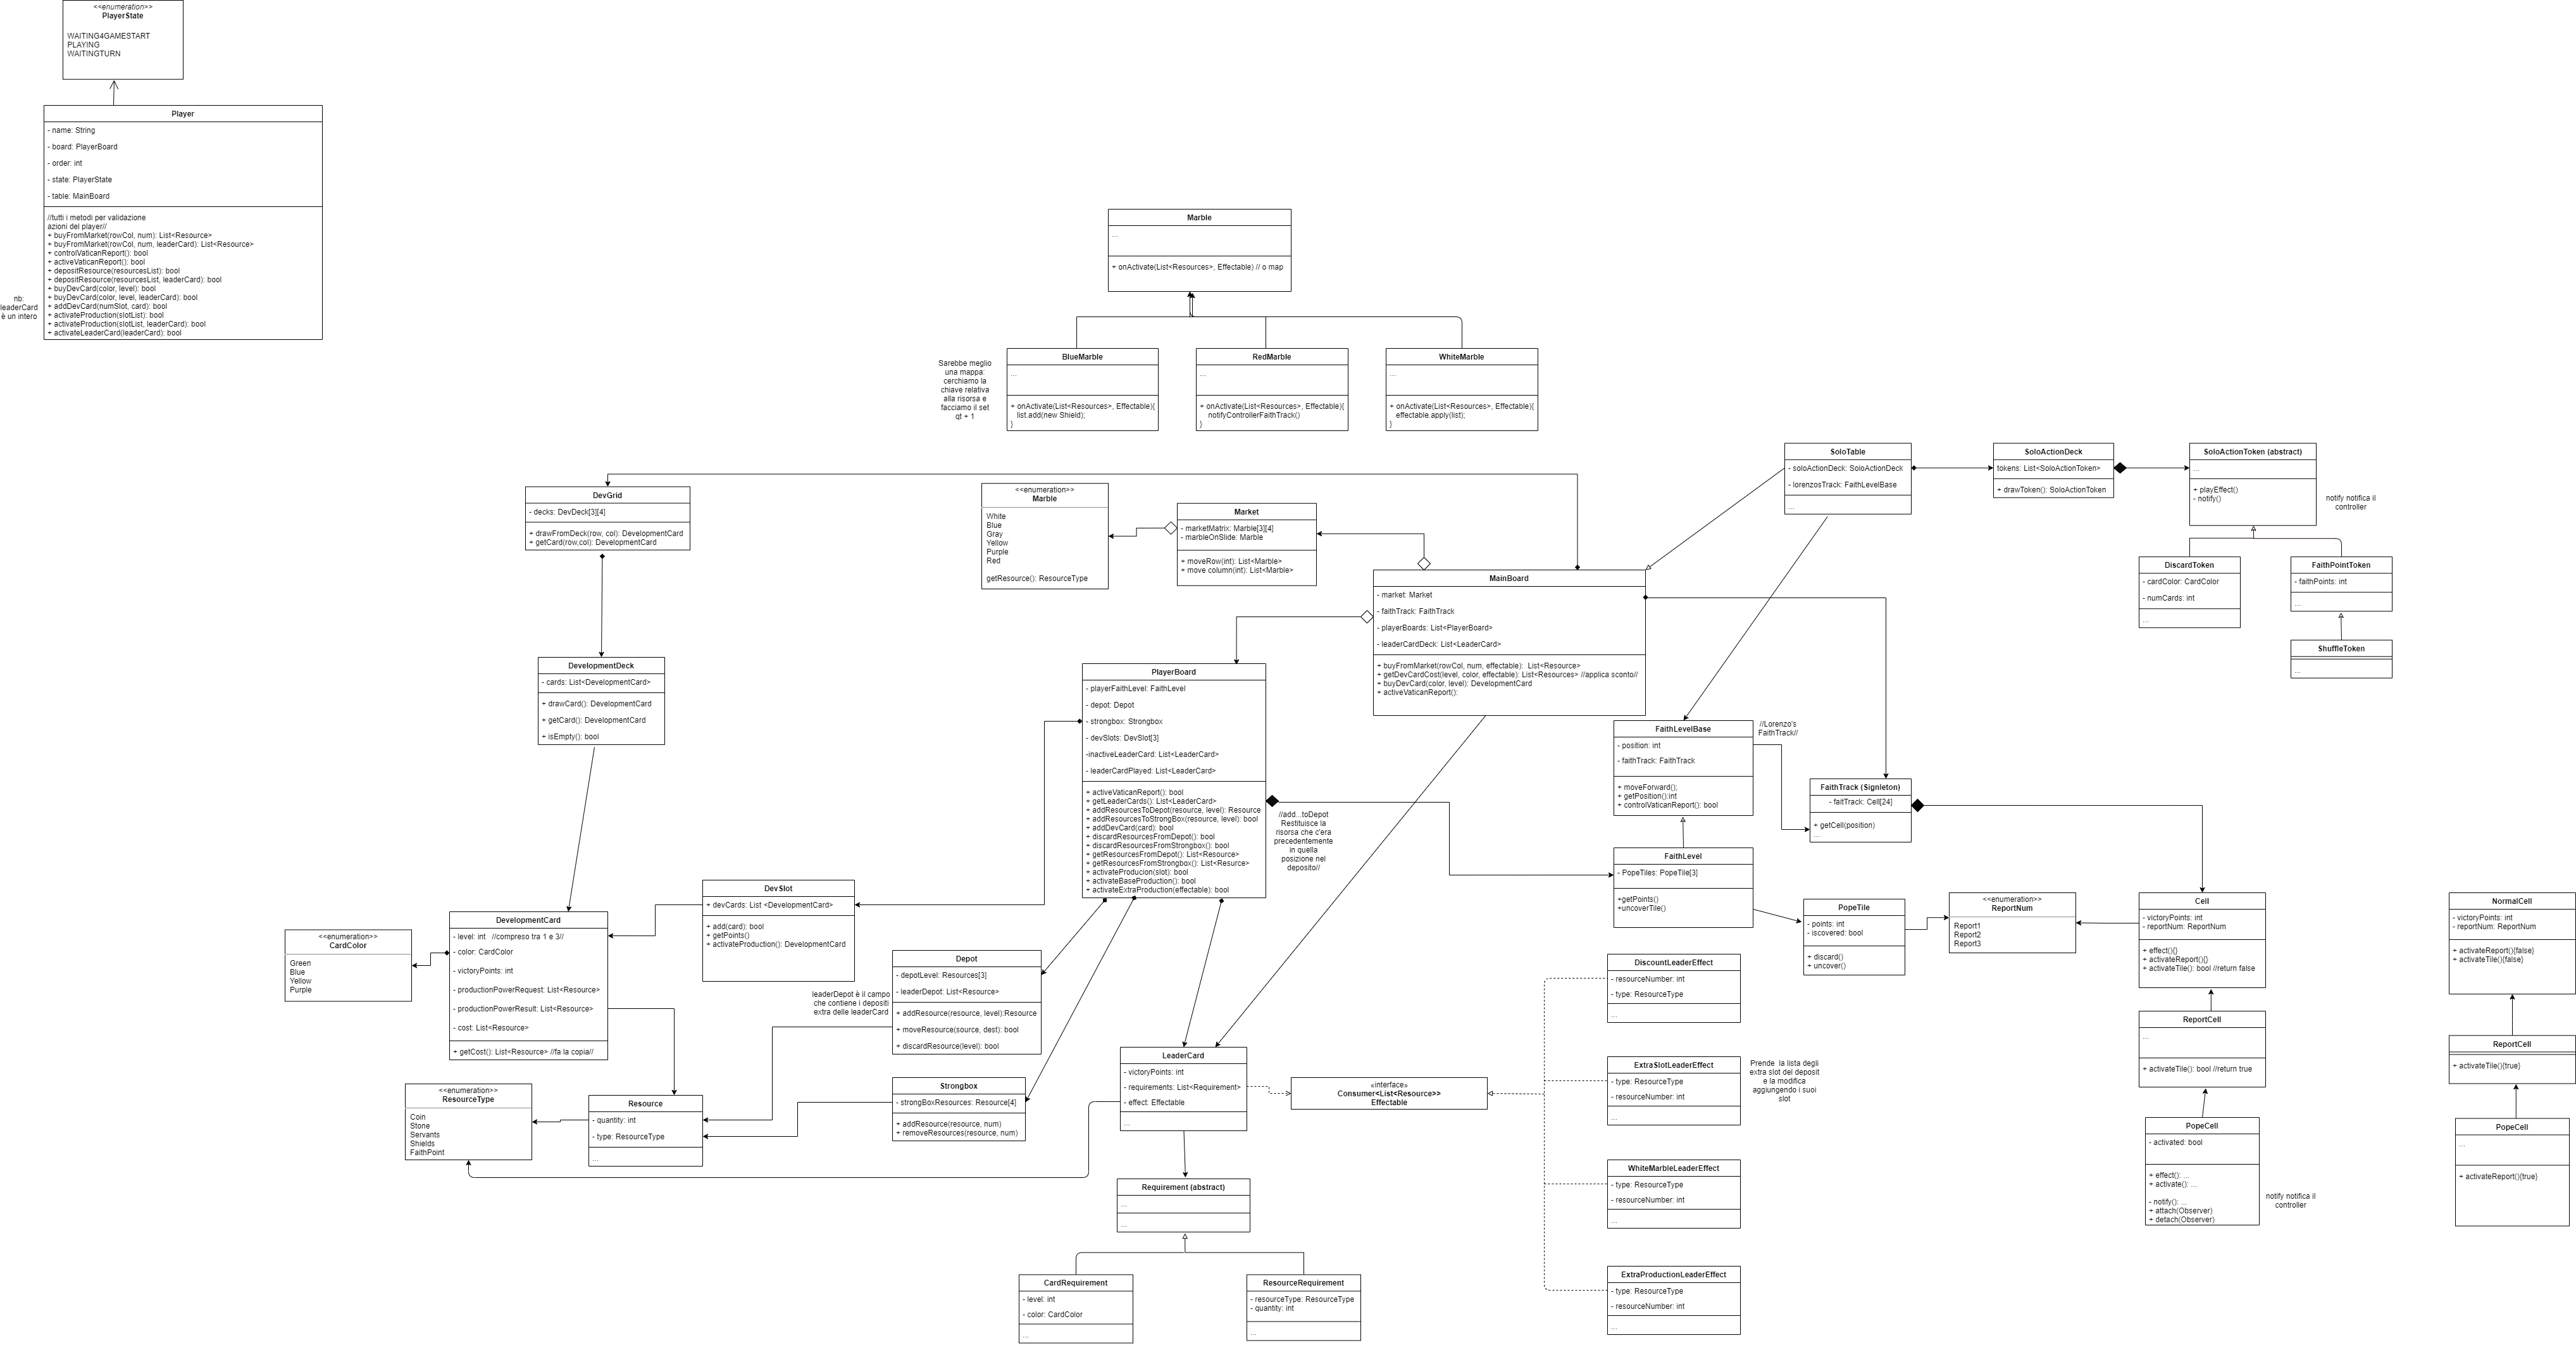 <<enumeration>>
PlayerState
WAITING4GAMESTART
PLAYING
WAITINGTURN
Player
- name: String
- board: PlayerBoard
- order: int
- state: PlayerState
- table: MainBoard
//tutti i metodi per validazione
azioni del player//
+ buyFromMarket(rowCol, num): List<Resource>
+ buyFromMarket(rowCol, num, leaderCard): List<Resource>
+ controlVaticanReport(): bool
+ activeVaticanReport(): bool
+ depositResource(resourcesList): bool
+ depositResource(resourcesList, leaderCard): bool
+ buyDevCard(color, level): bool
+ buyDevCard(color, level, leaderCard): bool
+ addDevCard(numSlot, card): bool
+ activateProduction(slotList): bool
+ activateProduction(slotList, leaderCard): bool
+ activateLeaderCard(leaderCard): bool
nb:
leaderCard
è un intero
Marble
...
+ onActivate(List<Resources>, Effectable) // o map
Sarebbe meglio
una mappa:
cerchiamo la
chiave relativa
alla risorsa e
facciamo il set
qt + 1
BlueMarble
...
+ onActivate(List<Resources>, Effectable){
list.add(new Shield);
}
RedMarble
...
+ onActivate(List<Resources>, Effectable){
notifyControllerFaithTrack()
}
WhiteMarble
...
+ onActivate(List<Resources>, Effectable){
effectable.apply(list);
}
SoloTable
- soloActionDeck: SoloActionDeck
- lorenzosTrack: FaithLevelBase
...
SoloActionDeck
tokens: List<SoloActionToken>
+ drawToken(): SoloActionToken
SoloActionToken (abstract)
...
+ playEffect()
- notify()
notify notifica il
controller
DiscardToken
- cardColor: CardColor
- numCards: int
...
FaithPointToken
- faithPoints: int
...
ShuffleToken
...
DevGrid
- decks: DevDeck[3][4]
+ drawFromDeck(row, col): DevelopmentCard
+ getCard(row,col): DevelopmentCard
<<enumeration>>
Marble
White
Blue
Gray
Yellow
Purple
Red
getResource(): ResourceType
Market
- marketMatrix: Marble[3][4]
- marbleOnSlide: Marble
+ moveRow(int): List<Marble>
+ move column(int): List<Marble>
MainBoard
- market: Market
- faithTrack: FaithTrack
- playerBoards: List<PlayerBoard>
- leaderCardDeck: List<LeaderCard>
+ buyFromMarket(rowCol, num, effectable):  List<Resource>
+ getDevCardCost(level, color, effectable): List<Resources> //applica sconto//
+ buyDevCard(color, level): DevelopmentCard
+ activeVaticanReport():
DevelopmentDeck
- cards: List<DevelopmentCard>
+ drawCard(): DevelopmentCard
+ getCard(): DevelopmentCard
+ isEmpty(): bool
PlayerBoard
- playerFaithLevel: FaithLevel
- depot: Depot
- strongbox: Strongbox
- devSlots: DevSlot[3]
-inactiveLeaderCard: List<LeaderCard>
- leaderCardPlayed: List<LeaderCard>
+ activeVaticanReport(): bool
+ getLeaderCards(): List<LeaderCard>
+ addResourcesToDepot(resource, level): Resource
+ addResourcesToStrongBox(resource, level): bool
+ addDevCard(card): bool
+ discardResourcesFromDepot(): bool
+ discardResourcesFromStrongbox(): bool
+ getResourcesFromDepot(): List<Resource>
+ getResourcesFromStrongbox(): List<Resurce>
+ activateProducion(slot): bool
+ activateBaseProduction(): bool
+ activateExtraProduction(effectable): bool
//add...toDepot
Restituisce la
risorsa che c'era
precedentemente
in quella
posizione nel
deposito//
FaithLevelBase
- position: int
- faithTrack: FaithTrack
+ moveForward();
+ getPosition():int
+ controlVaticanReport(): bool
//Lorenzo's
FaithTrack//
FaithTrack (Signleton)
- faitTrack: Cell[24]
+ getCell(position)
...
FaithLevel
- PopeTiles: PopeTile[3]
+getPoints()
+uncoverTile()
PopeTile
- points: int
- iscovered: bool
+ discard()
+ uncover()
<<enumeration>>
ReportNum
Report1
Report2
Report3
Cell
- victoryPoints: int
- reportNum: ReportNum
+ effect(){}
+ activateReport(){}
+ activateTile(): bool //return false
NormalCell
- victoryPoints: int
- reportNum: ReportNum
+ activateReport(){false}
+ activateTile(){false}
ReportCell
...
+ activateTile(): bool //return true
ReportCell
+ activateTile(){true}
PopeCell
- activated: bool
+ effect(): ...
+ activate(): ...
- notify(): ...
+ attach(Observer)
+ detach(Observer)
notify notifica il
controller
PopeCell
...
+ activateReport(){true}
DevSlot
+ devCards: List <DevelopmentCard>
+ add(card): bool
+ getPoints()
+ activateProduction(): DevelopmentCard
DevelopmentCard
- level: int   //compreso tra 1 e 3//
- color: CardColor
- victoryPoints: int
- productionPowerRequest: List<Resource>
- productionPowerResult: List<Resource>
- cost: List<Resource>
+ getCost(): List<Resource> //fa la copia//
<<enumeration>>
CardColor
Green
Blue
Yellow
Purple
leaderDepot è il campo
che contiene i depositi
extra delle leaderCard
Depot
- depotLevel: Resources[3]
- leaderDepot: List<Resource>
+ addResource(resource, level):Resource
+ moveResource(source, dest): bool
+ discardResource(level): bool
Strongbox
- strongBoxResources: Resource[4]
+ addResource(resource, num)
+ removeResources(resource, num)
<<enumeration>>
ResourceType
Coin
Stone
Servants
Shields
FaithPoint
Resource
- quantity: int
- type: ResourceType
...
LeaderCard
- victoryPoints: int
- requirements: List<Requirement>
- effect: Effectable
...
«interface»
Consumer<List<Resource>>
Effectable
DiscountLeaderEffect
- resourceNumber: int
- type: ResourceType
...
ExtraSlotLeaderEffect
- type: ResourceType
- resourceNumber: int
...
Prende  la lista degli
extra slot del deposit
e la modifica
aggiungendo i suoi
slot
WhiteMarbleLeaderEffect
- type: ResourceType
- resourceNumber: int
...
ExtraProductionLeaderEffect
- type: ResourceType
- resourceNumber: int
...
Requirement (abstract)
...
...
CardRequirement
- level: int
- color: CardColor
...
ResourceRequirement
- resourceType: ResourceType
- quantity: int
...